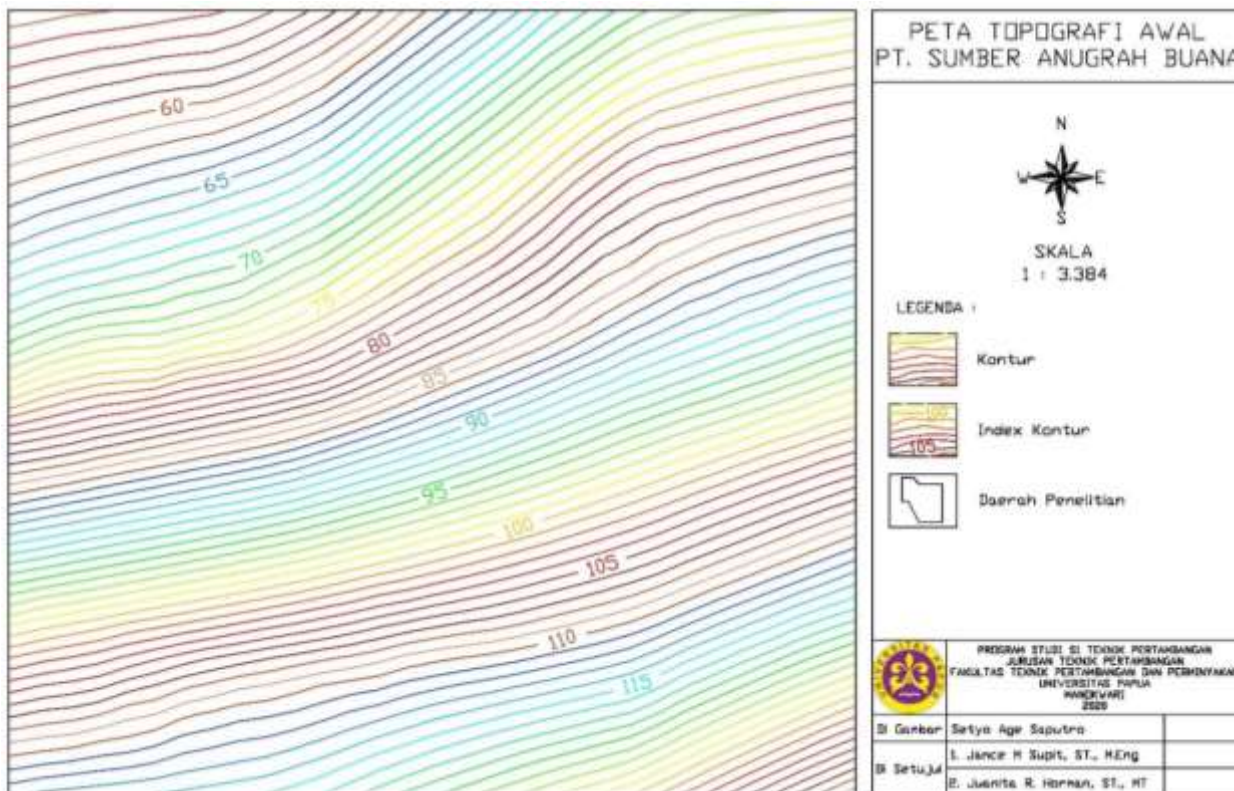 60
65
70
75
80
85
90
95
100
105
110
115
PETA TOPOGRAFI AWAL
PT. SUMBER ANUGRAH BUANA
N
W E
S
SKALA
1 : 3.384
LEGENDA :
Kontur
100
105
Index Kontur
Daerah Penelitian
PROGRAM STUDI S1 TEKNIK PERTAMBANGAN
JURUSAN TEKNIK PERTAMBANGAN
FAKULTAS TEKNIK PERTAMBANGAN DAN PERMINYAKAN
UNIVERSITAS PAPUA
MANOKWARI
2020
Di Gambar Setyo Age Saputro
Di Setujui
1. Jance M Supit, ST., M.Eng
2. Juanita R. Horman, ST., MT